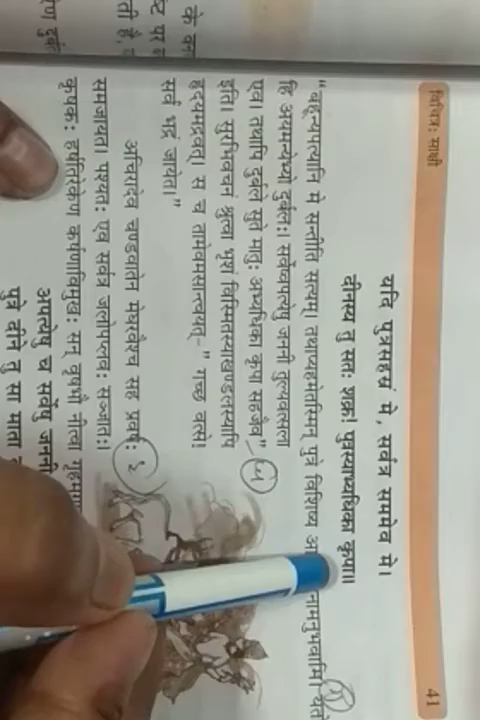 विचित्रः साक्षी 41
यदि पुत्रसहस्रं मे, सर्वत्र सममेव मे।
दीनस्य तु सतः शक्र! पुत्रस्याभ्यधिका कृपा॥
"बहून्यपत्यानि मे सन्तीति सत्यम्। तथाप्यहमेतस्मिन् पुत्रे विशिष्य नामनुभवामि। यतो
हि अयमन्येभ्यो दुर्बलः। सर्वेष्वपत्येषु जननी तुल्यवत्सला
एव। तथापि दुर्बले सुते मातुः अभ्यधिका कृपा सहजैव"
इति। सुरभिवचनं श्रुत्वा भृशं विस्मितस्याखण्डलस्यापि
हृदयमद्रवत्। स च तामेवमसान्त्वयत्- " गच्छ वत्से!
सर्वं भद्रं जायेत।"
अचिरादेव चण्डवातेन मेघरवैश्च सह प्रवर्षः
समजायत। पश्यतः एव सर्वत्र जलोपप्लवः सञ्जातः।
कृषकः हर्षातिरेकेण कर्षणाविमुखः सन् वृषभौ नीत्वा
अपत्येषु च सर्वेषु जननी
पुत्रे दीने तु सा माता